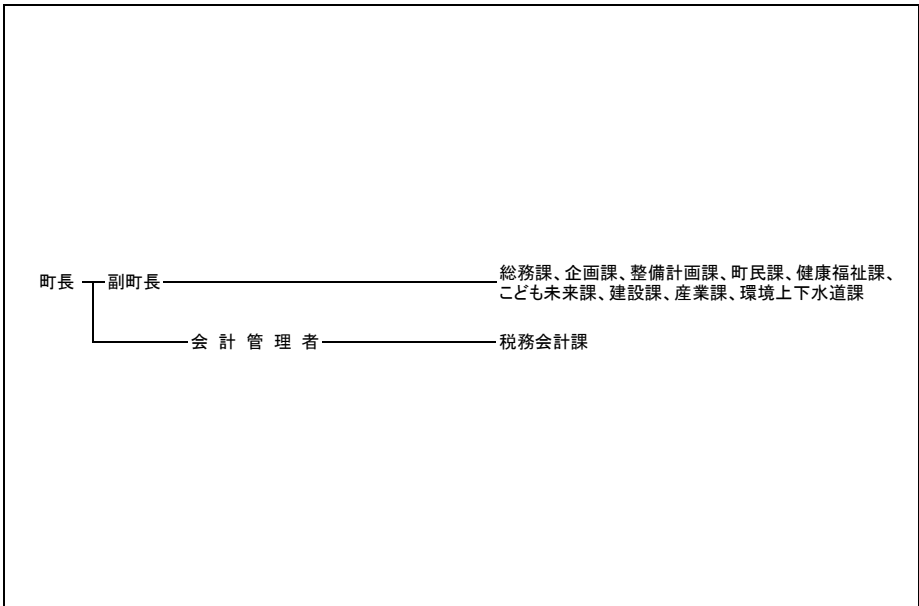 町長 副町長 総務課、企画課、整備計画課、町民課、健康福祉課、
こども未来課、建設課、産業課、環境上下水道課
会計管理者 税務会計課